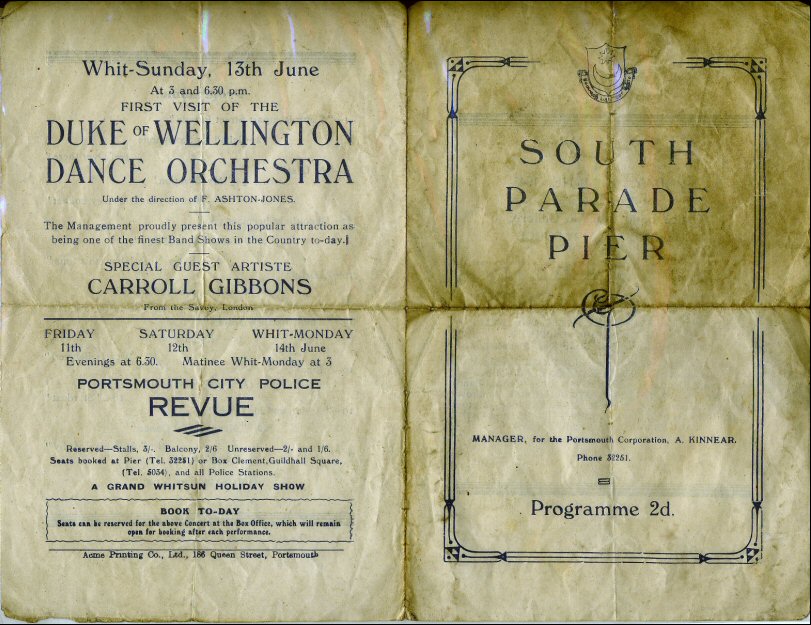 Whit-Sunday, 13th June
At 3 and 6.30 p.m.
FIRST VISIT OF THE
DUKE OF WELLINGTON
DANCE ORCHESTRA
Under the direction of F. ASHTON-JONES.
The Management proudly present this popular attraction as
being one of the finest Band Shows in the Country to-day.
SPECIAL GUEST ARTISTE
CARROLL GIBBONS
From the Savoy, London
FRIDAY SATURDAY WHIT-MONDAY
11th 12th 14th June
Evenings at 6.30. Matinee Whit-Monday at 3
PORTSMOUTH CITY POLICE
REVUE
Reserved—Stalls, 3/-. Balcony, 2/6 Unreserved—2/- and 1/6.
Seats booked at Pier (Tel. 32251) or Box Clement, Guildhall Square,
(Tel. 5034), and all Police Stations.
A GRAND WHITSUN HOLIDAY SHOW
BOOK TO-DAY
Seats can be reserved for the above Concert at the Box Office, which will remain
open for booking after each performance.
Acme Printing Co., Ltd., 186 Queen Street, Portsmouth
SOUTH
PARADE
PIER
MANAGER, for the Portsmouth Corporation, A. KINNEAR.
Phone 32251.
Programme 2d.